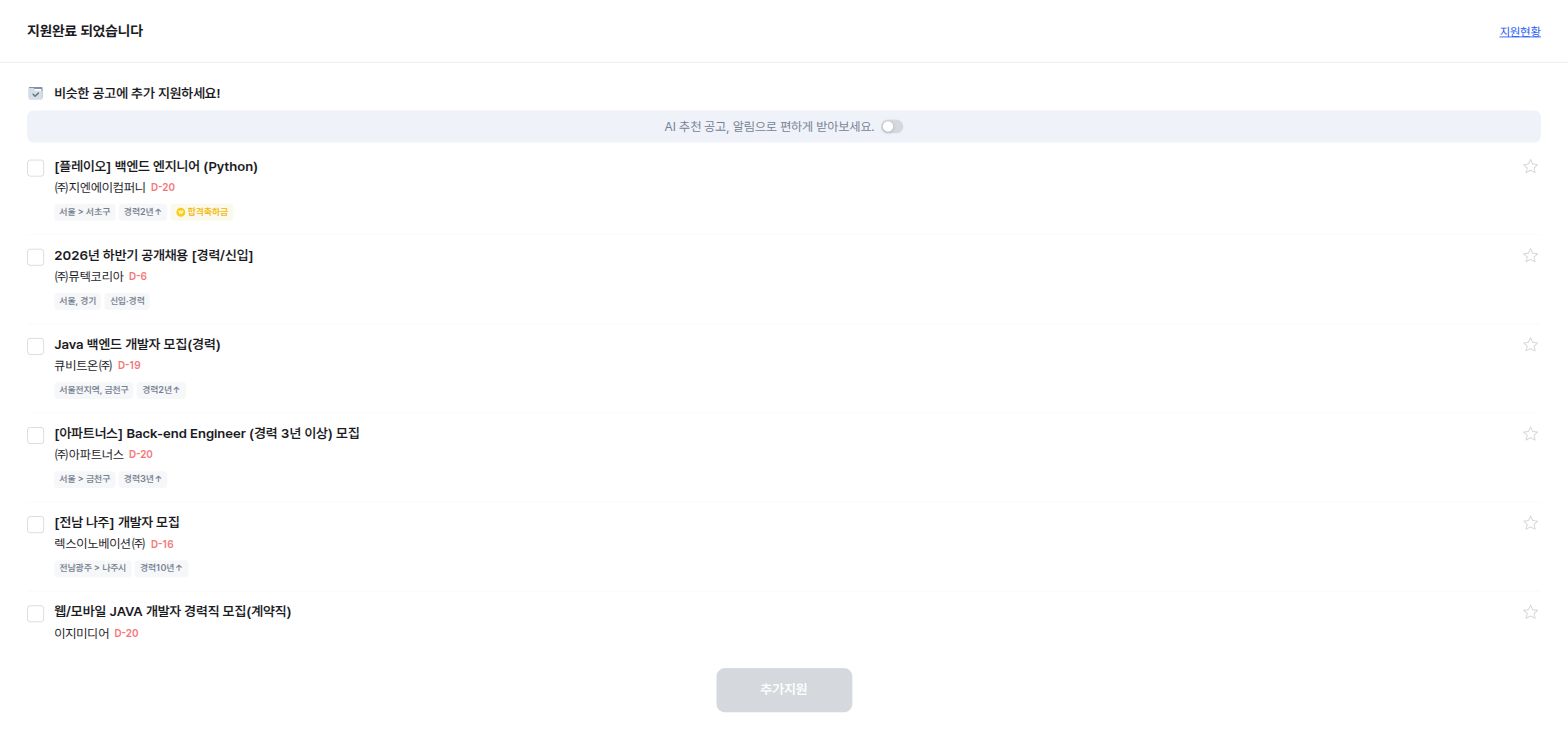 지원완료 되었습니다
지원현황
비슷한 공고에 추가 지원하세요!
AI 추천 공고, 알림으로 편하게 받아보세요.
[플레이오] 백엔드 엔지니어 (Python)
㈜지엔에이컴퍼니 D-20
서울 > 서초구 경력2년↑ 합격축하금
2026년 하반기 공개채용 [경력/신입]
㈜뮤텍코리아 D-6
서울, 경기 신입·경력
Java 백엔드 개발자 모집(경력)
큐비트온㈜ D-19
서울전지역, 금천구 경력2년↑
[아파트너스] Back-end Engineer (경력 3년 이상) 모집
㈜아파트너스 D-20
서울 > 금천구 경력3년↑
[전남 나주] 개발자 모집
렉스이노베이션㈜ D-16
전남광주 > 나주시 경력10년↑
웹/모바일 JAVA 개발자 경력직 모집(계약직)
이지미디어 D-20
추가지원